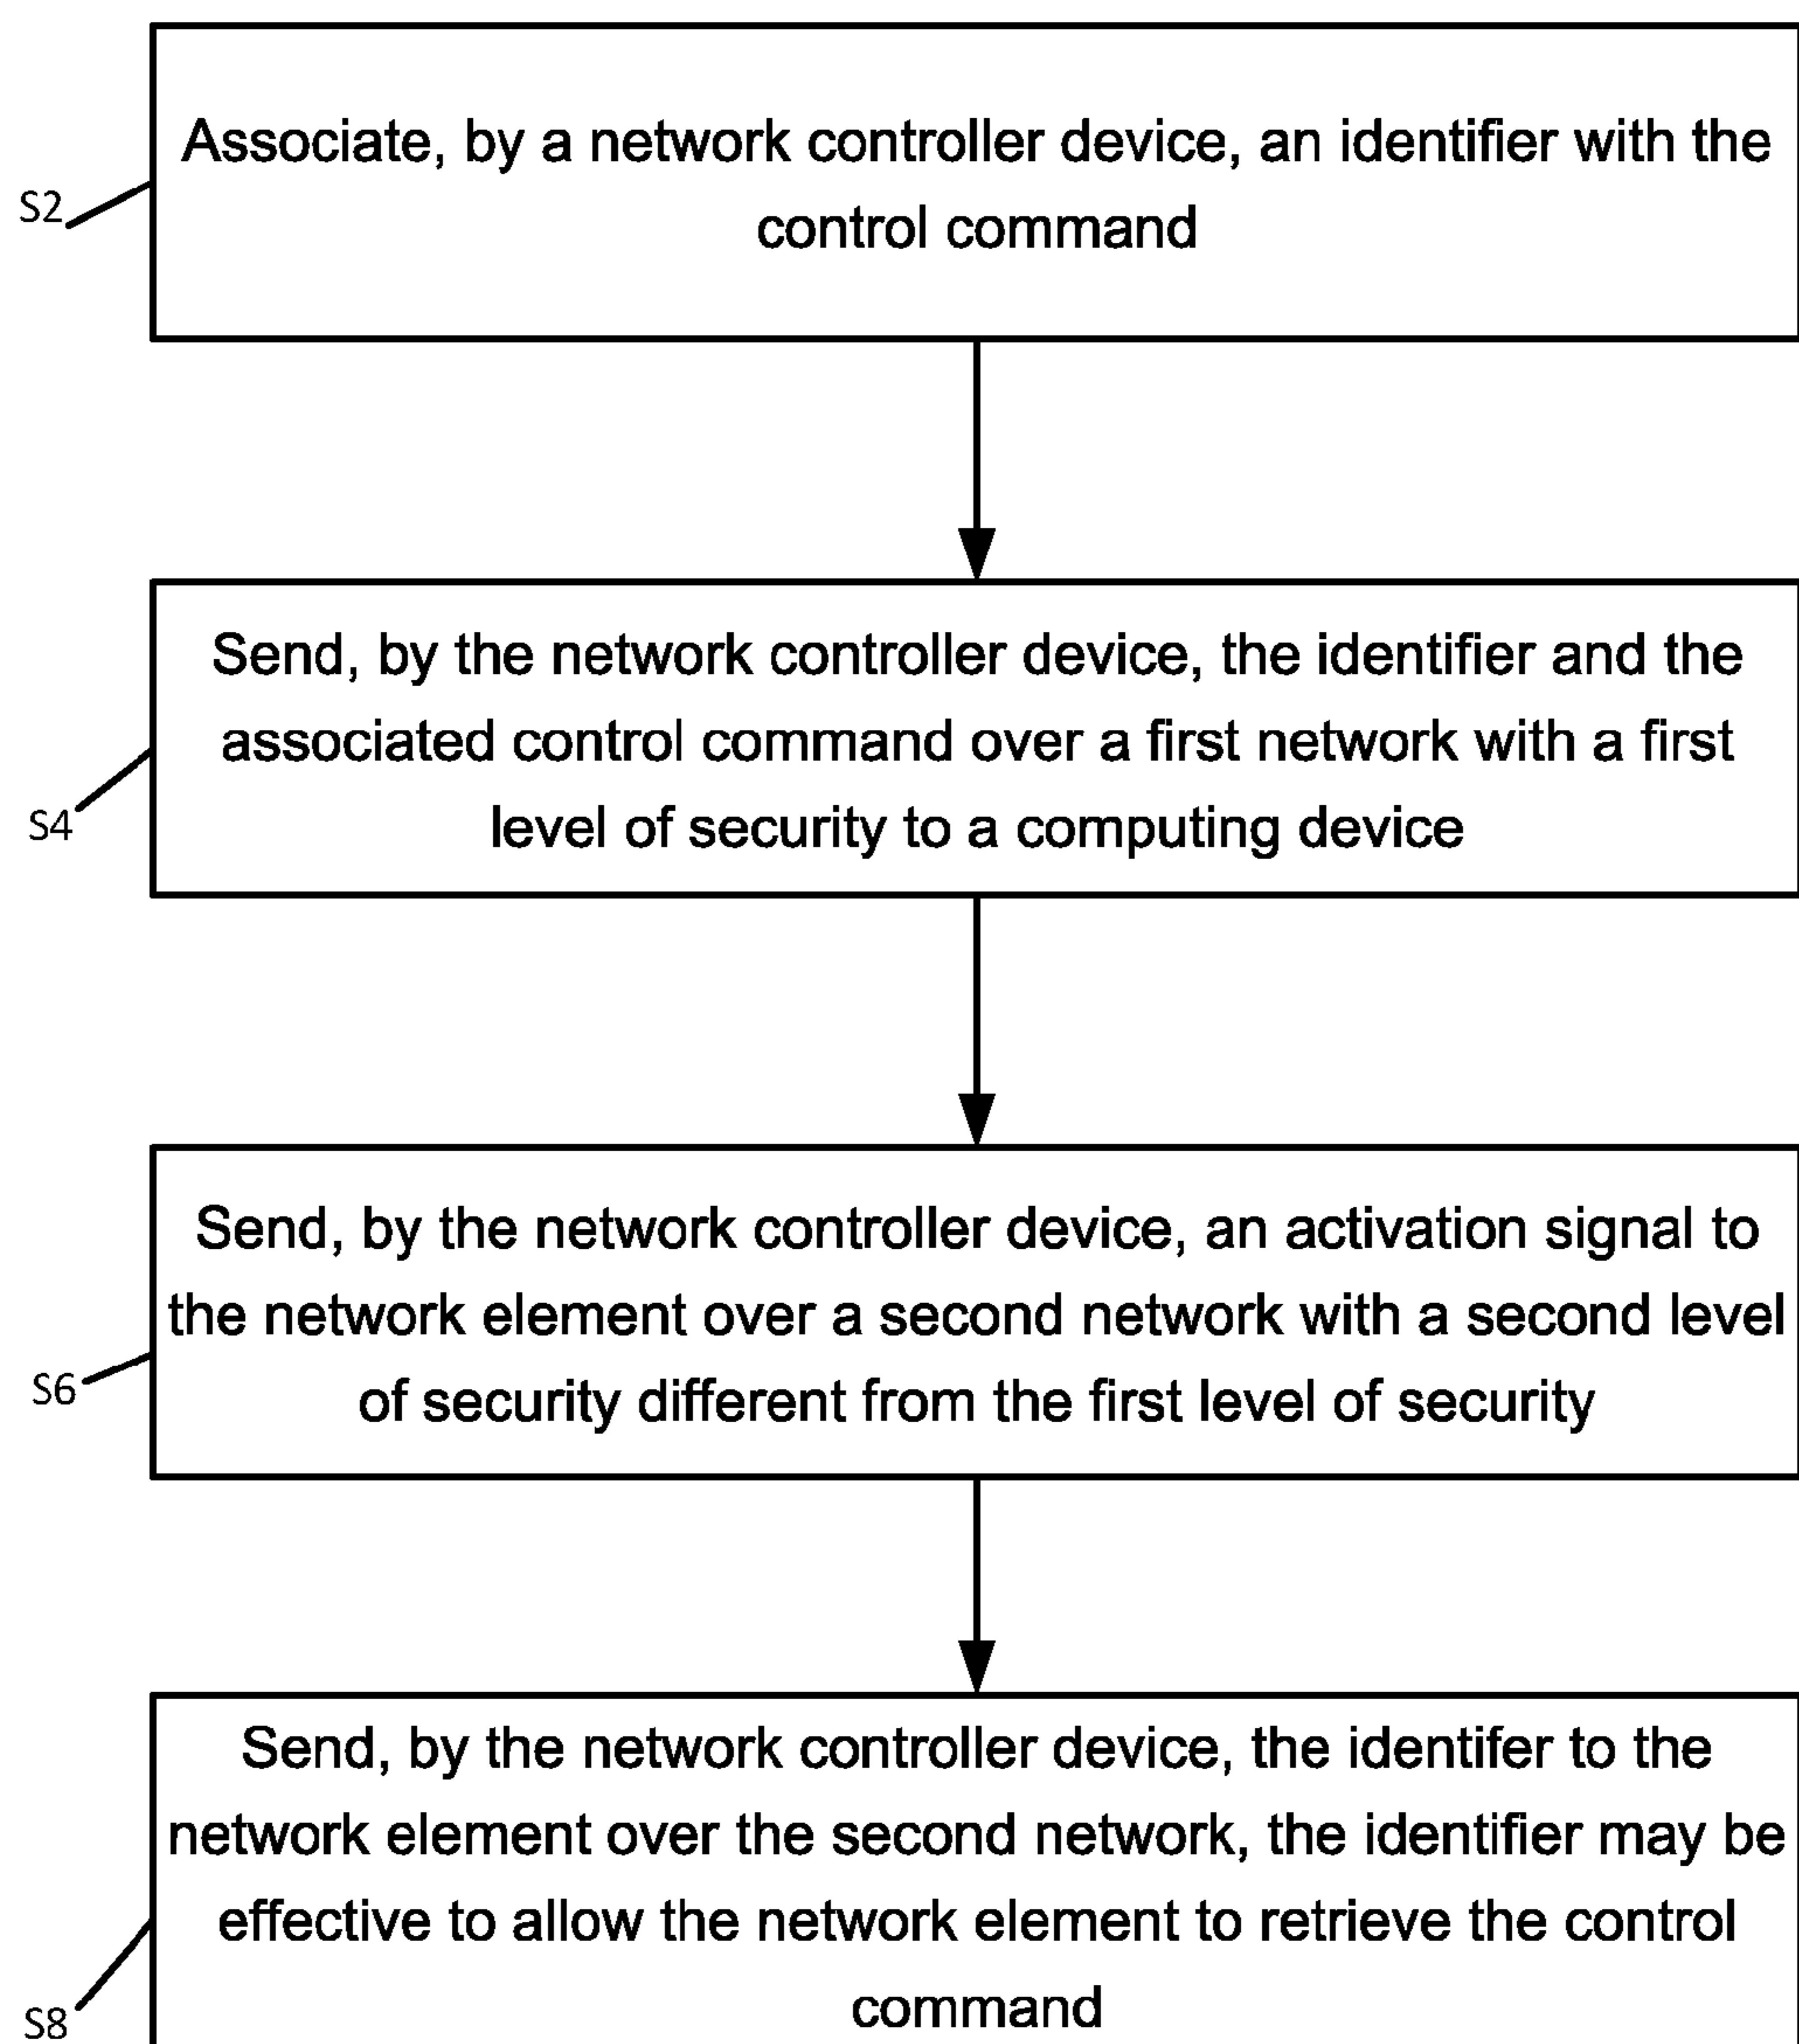 Associate, by a network controller device, an identifier with the
control command
S2
Send, by the network controller device, the identifier and the
associated control command over a first network with a first
level of security to a computing device
S4
Send, by the network controller device, an activation signal to
the network element over a second network with a second level
of security different from the first level of security
S6
Send, by the network controller device, the identifer to the
network element over the second network, the identifier may be
effective to allow the network element to retrieve the control
command
S8